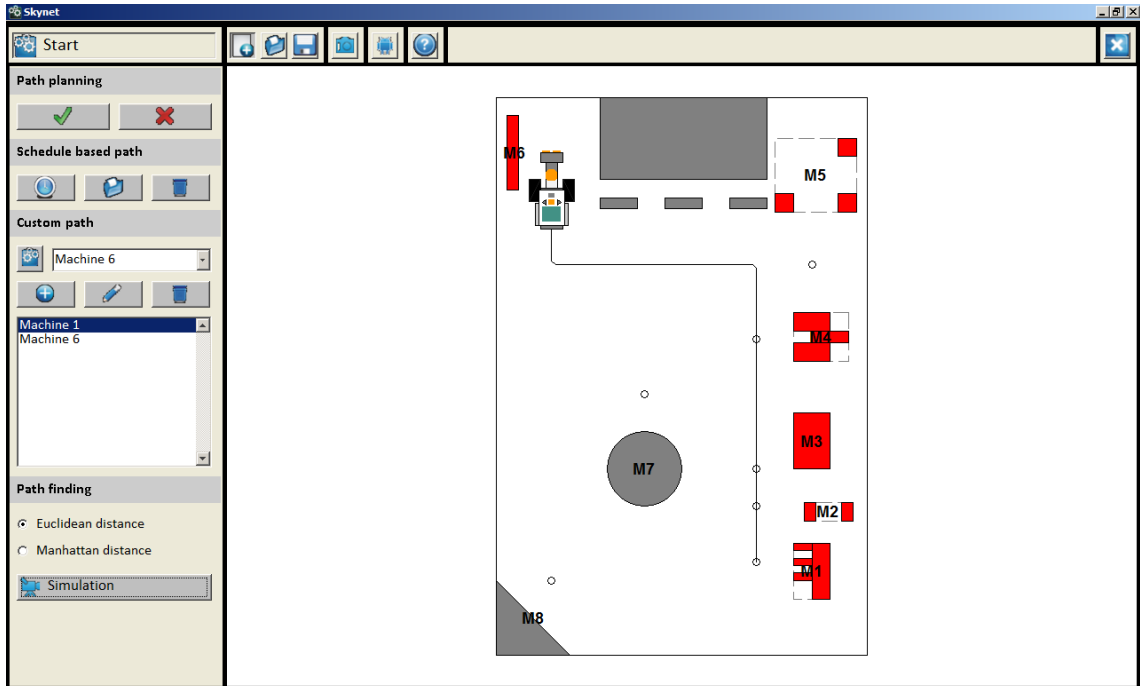 Skynet
Start
Path planning
Schedule based path
Custom path
Machine 6
Machine 1
Machine 6
Path finding
Euclidean distance
Manhattan distance
Simulation
M6
M5
M4
M3
M7
M2
M1
M8